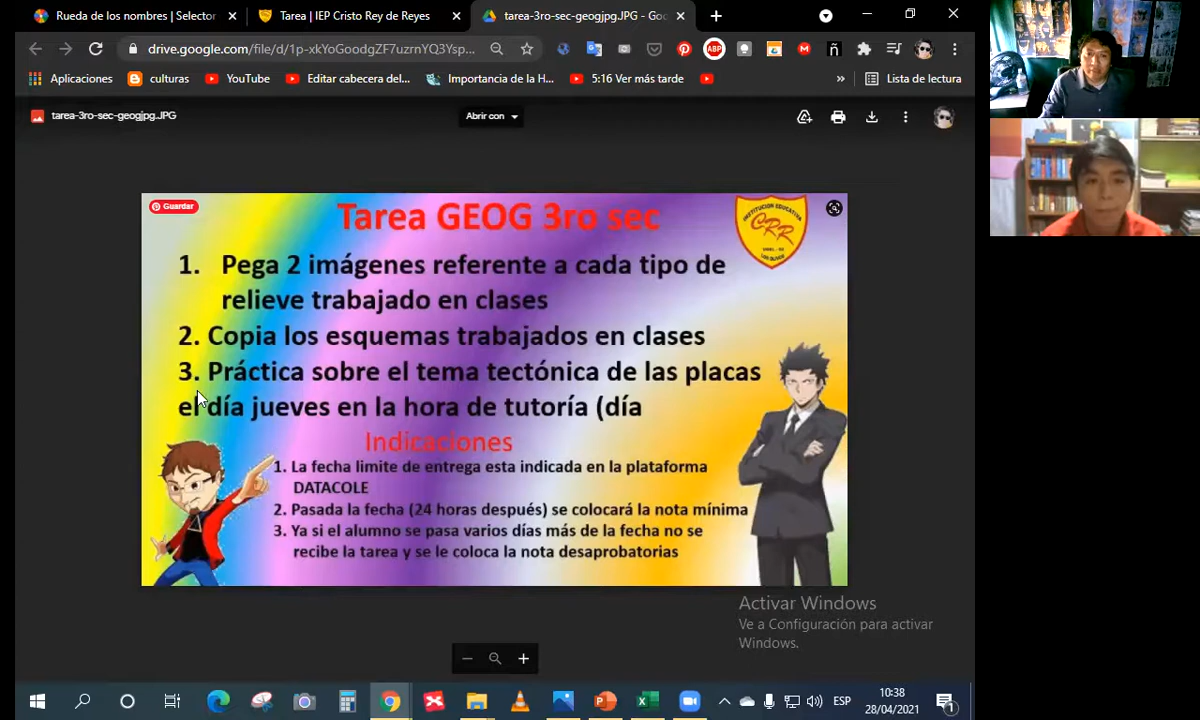 Rueda de los nombres | Selector
Tarea | IEP Cristo Rey de Reyes
tarea-3ro-sec-geogjpg.JPG - Goo
drive.google.com/file/d/1p-xkYoGoodgZF7uzrnYQ3Ysp...
ABP
M
ñ
Aplicaciones
culturas
YouTube
Editar cabecera del...
Importancia de la H...
5:16 Ver más tarde
»
Lista de lectura
tarea-3ro-sec-geogjpg.JPG
Abrir con
Guardar
Tarea GEOG 3ro sec
INSTITUCION EDUCATIVA
CRR
LOS OLIVOS
1. Pega 2 imágenes referente a cada tipo de
relieve trabajado en clases
2. Copia los esquemas trabajados en clases
3. Práctica sobre el tema tectónica de las placas
el día jueves en la hora de tutoría (día
Indicaciones
1. La fecha limite de entrega esta indicada en la plataforma
DATACOLE
2. Pasada la fecha (24 horas después) se colocará la nota mínima
3. Ya si el alumno se pasa varios días más de la fecha no se
recibe la tarea y se le coloca la nota desaprobatorias
Activar Windows
Ve a Configuración para activar
Windows.
ESP
10:38
28/04/2021
1